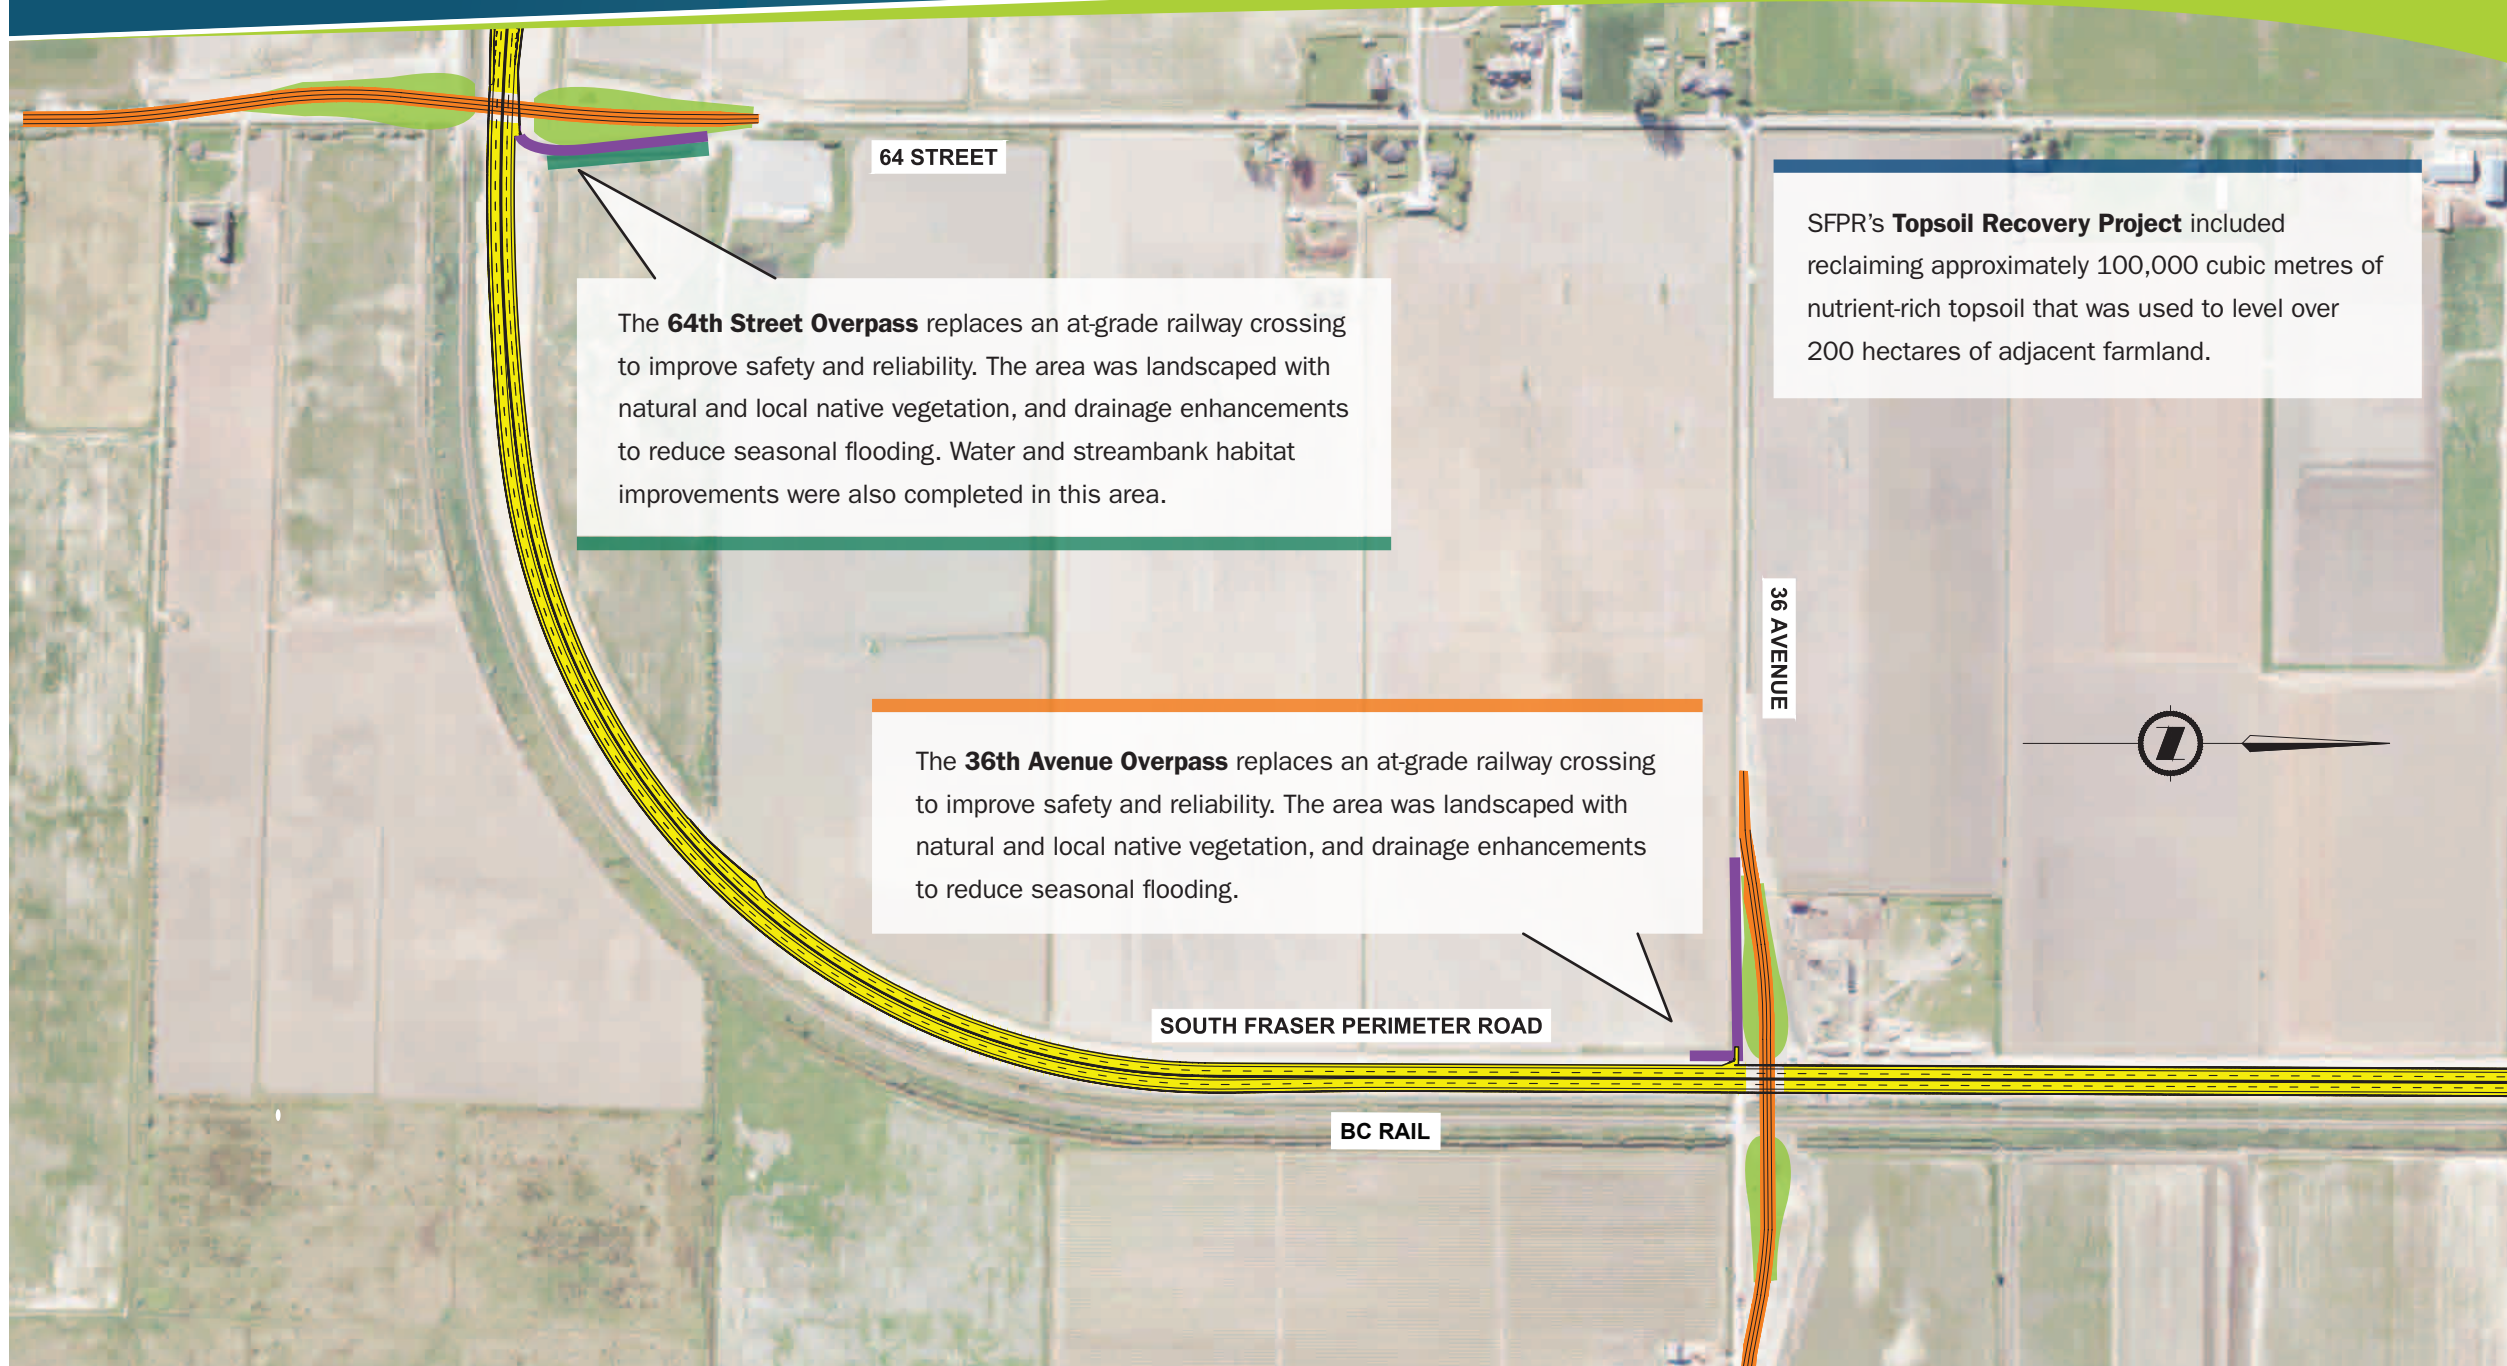 64 STREET
SFPR's Topsoil Recovery Project included
reclaiming approximately 100,000 cubic metres of
nutrient-rich topsoil that was used to level over
200 hectares of adjacent farmland.
The 64th Street Overpass replaces an at-grade railway crossing
to improve safety and reliability. The area was landscaped with
natural and local native vegetation, and drainage enhancements
to reduce seasonal flooding. Water and streambank habitat
improvements were also completed in this area.
36 AVENUE
The 36th Avenue Overpass replaces an at-grade railway crossing
to improve safety and reliability. The area was landscaped with
natural and local native vegetation, and drainage enhancements
to reduce seasonal flooding.
SOUTH FRASER PERIMETER ROAD
BC RAIL